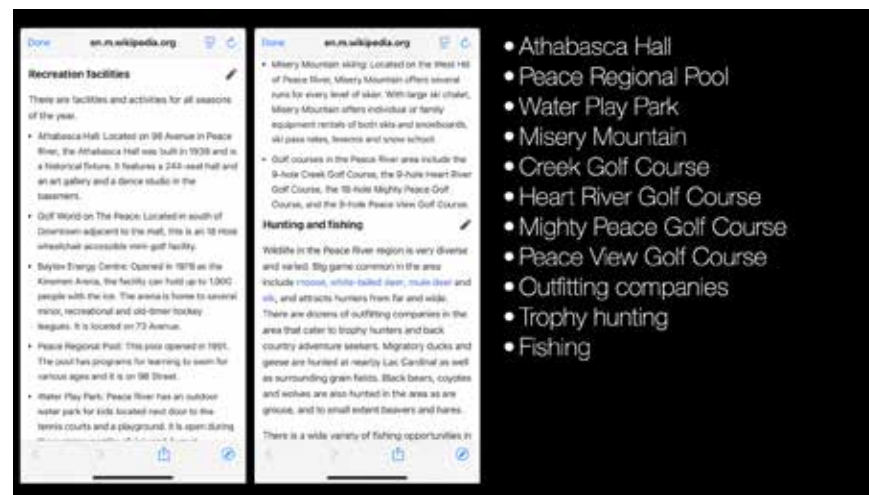 Done en.m.wikipedia.org
Recreation facilities
There are facilities and activities for all seasons
of the year.
• Athabasca Hall: Located on 98 Avenue in Peace
River, the Athabasca Hall was built in 1938 and is
a historical fixture. It features a 244-seat hall and
an art gallery and a dance studio in the
basement.
• Golf World on The Peace: Located in south of
Downtown adjacent to the mall, this is an 18 Hole
wheelchair accessible mini-golf facility.
• Baytex Energy Centre: Opened in 1976 as the
Kinsmen Arena, the facility can hold up to 1,000
people with the ice. The arena is home to several
minor, recreational and old-timer hockey
leagues. It is located on 73 Avenue.
• Peace Regional Pool: This pool opened in 1991.
The pool has programs for learning to swim for
various ages and it is on 98 Street.
• Water Play Park: Peace River has an outdoor
water park for kids located next door to the
tennis courts and a playground. It is open during
Done en.m.wikipedia.org
• Misery Mountain skiing: Located on the West Hill
of Peace River, Misery Mountain offers several
runs for every level of skier. With large ski chalet,
Misery Mountain offers individual or family
equipment rentals of both skis and snowboards,
ski pass rates, lessons and snow school.
• Golf courses in the Peace River area include the
9-hole Creek Golf Course, the 9-hole Heart River
Golf Course, the 18-hole Mighty Peace Golf
Course, and the 9-hole Peace View Golf Course.
Hunting and fishing
Wildlife in the Peace River region is very diverse
and varied. Big game common in the area
include moose, white-tailed deer, mule deer and
elk, and attracts hunters from far and wide.
There are dozens of outfitting companies in the
area that cater to trophy hunters and back
country adventure seekers. Migratory ducks and
geese are hunted at nearby Lac Cardinal as well
as surrounding grain fields. Black bears, coyotes
and wolves are also hunted in the area as are
grouse, and to small extent beavers and hares.
There is a wide variety of fishing opportunities in
• Athabasca Hall
• Peace Regional Pool
• Water Play Park
• Misery Mountain
• Creek Golf Course
• Heart River Golf Course
• Mighty Peace Golf Course
• Peace View Golf Course
• Outfitting companies
• Trophy hunting
• Fishing